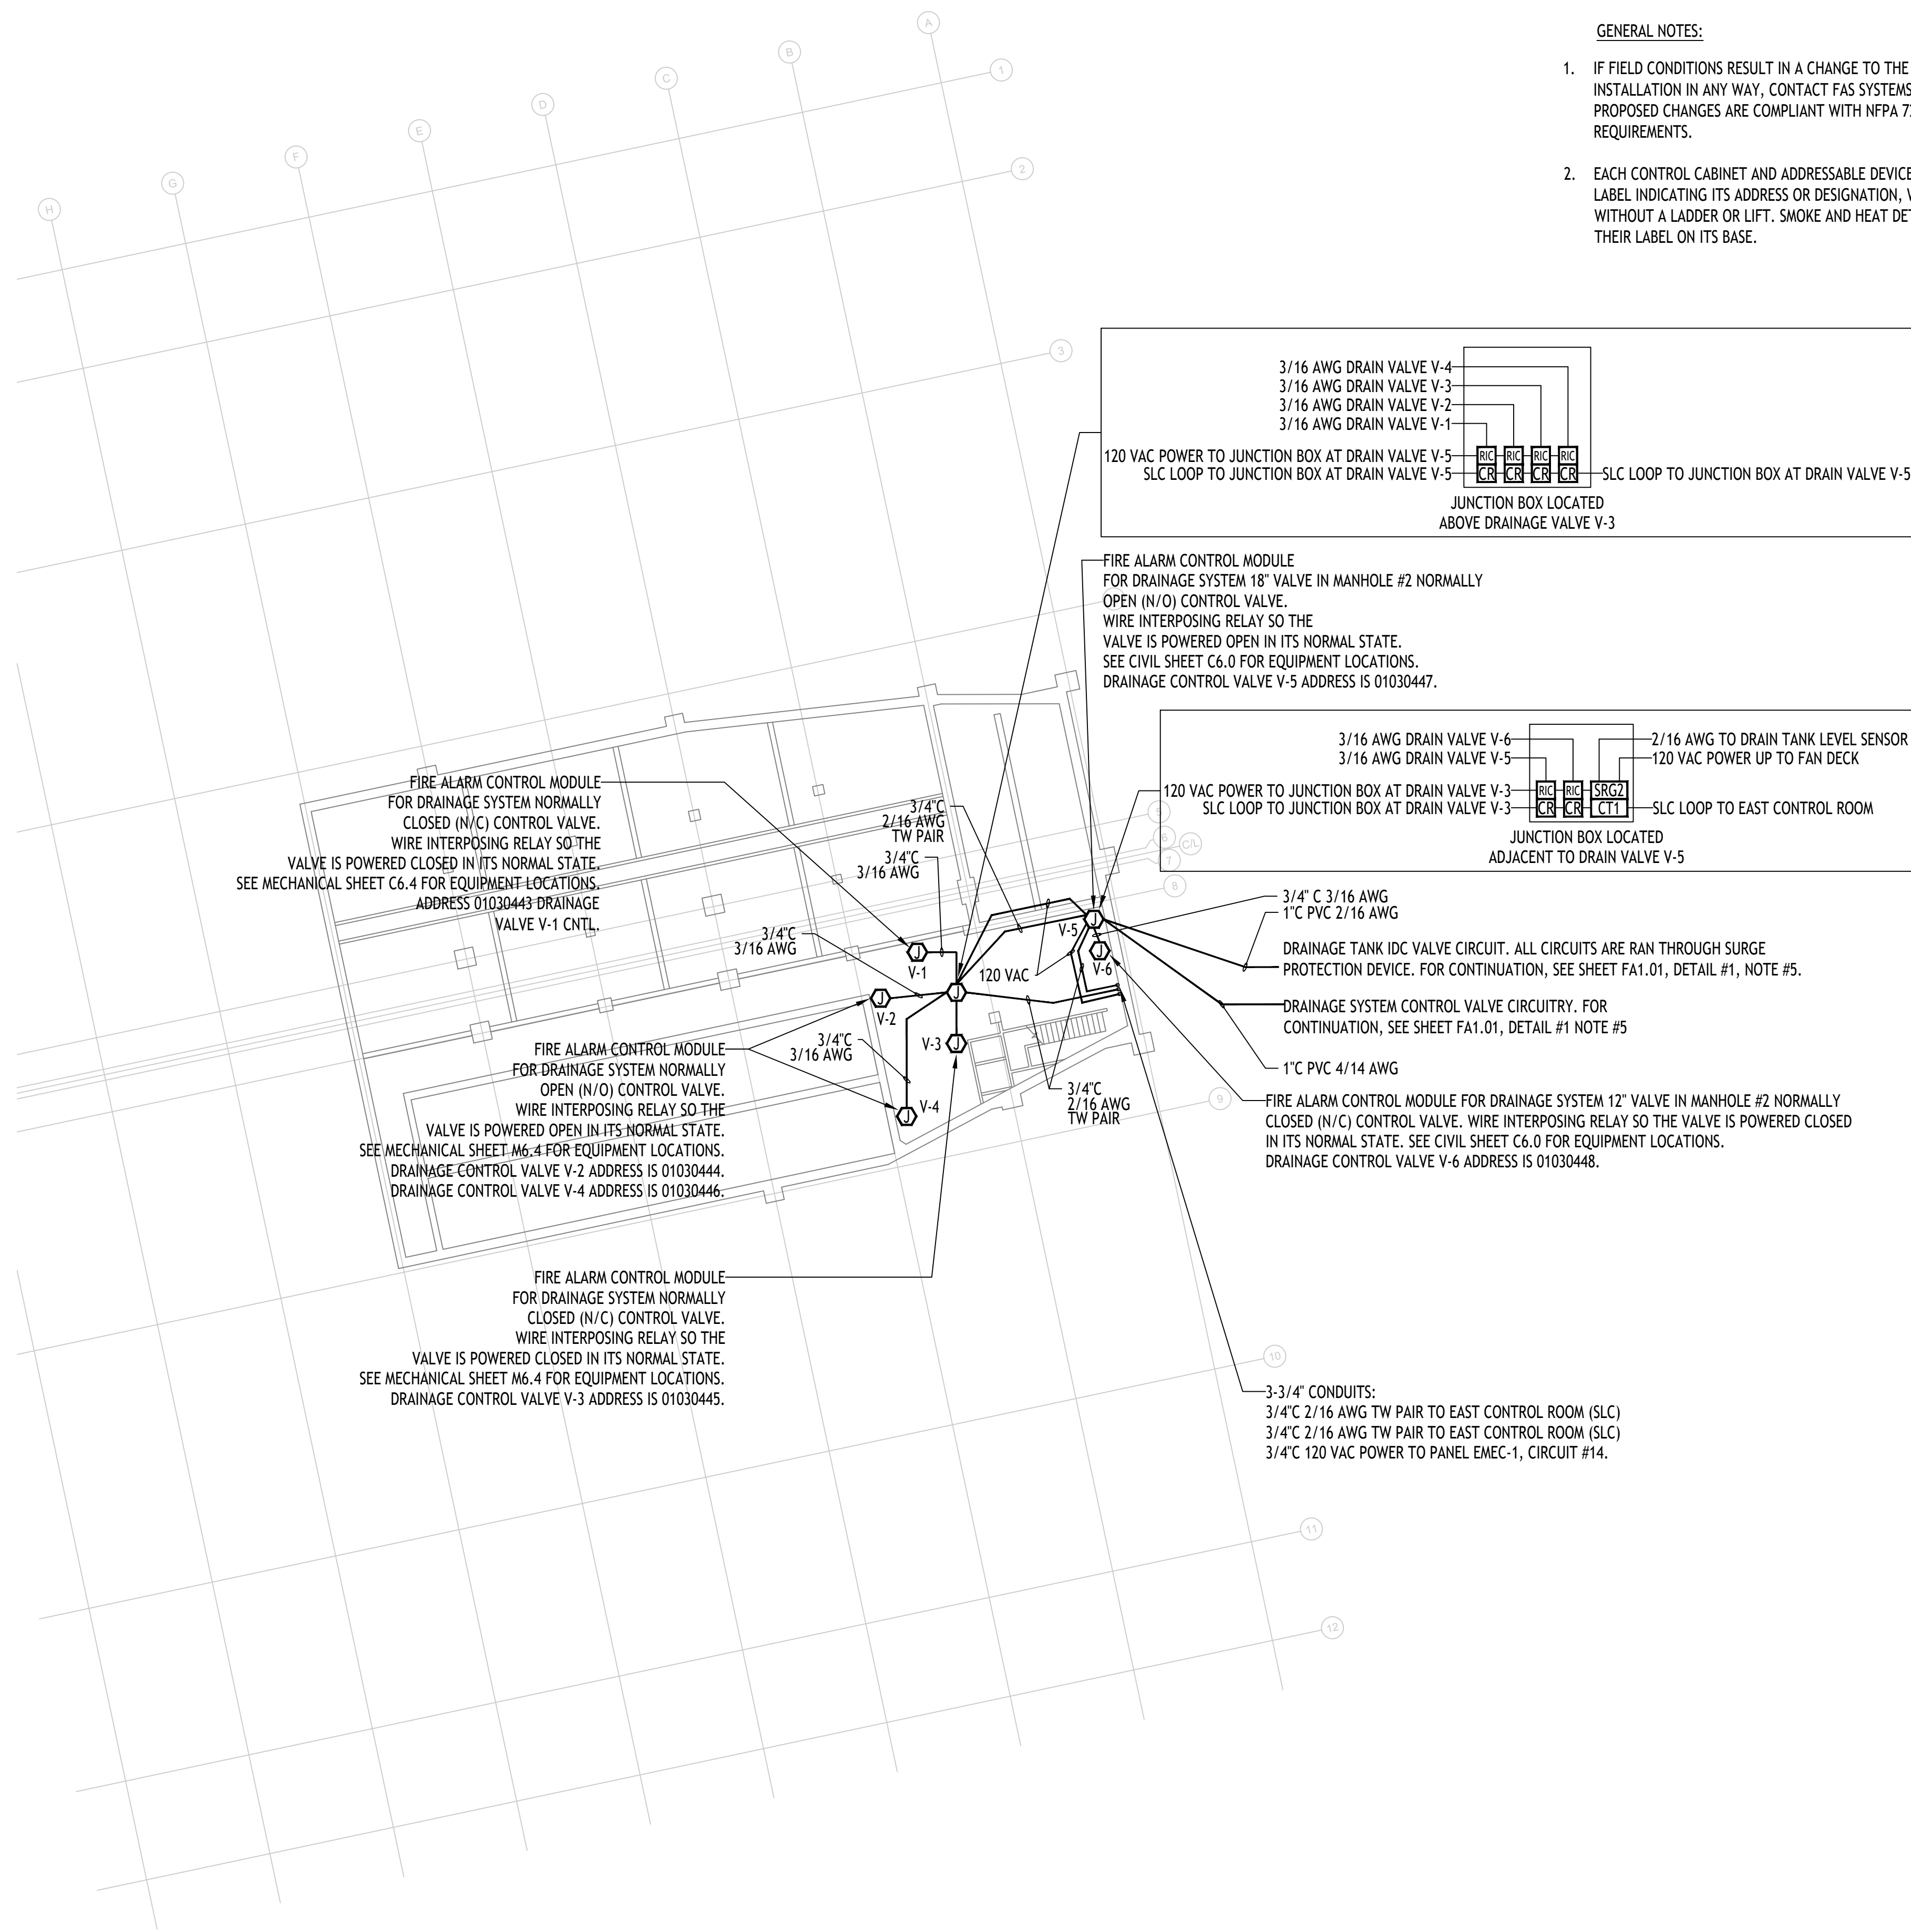 GENERAL NOTES:
1. IF FIELD CONDITIONS RESULT IN A CHANGE TO THE
INSTALLATION IN ANY WAY, CONTACT FAS SYSTEMS
PROPOSED CHANGES ARE COMPLIANT WITH NFPA
REQUIREMENTS.
2. EACH CONTROL CABINET AND ADDRESSABLE DEVICE
LABEL INDICATING ITS ADDRESS OR DESIGNATION,
WITHOUT A LADDER OR LIFT. SMOKE AND HEAT
THEIR LABEL ON ITS BASE.
A
B
C
D
E
F
G
H
1
2
3
3/16 AWG DRAIN VALVE V-4
3/16 AWG DRAIN VALVE V-3
3/16 AWG DRAIN VALVE V-2
3/16 AWG DRAIN VALVE V-1
120 VAC POWER TO JUNCTION BOX AT DRAIN VALVE V-5
RIC RIC RIC RIC
SLC LOOP TO JUNCTION BOX AT DRAIN VALVE V-5
CR CR CR CR
SLC LOOP TO JUNCTION BOX AT DRAIN VALVE V-5
JUNCTION BOX LOCATED
ABOVE DRAINAGE VALVE V-3
FIRE ALARM CONTROL MODULE
FOR DRAINAGE SYSTEM 18" VALVE IN MANHOLE #2 NORMALLY
OPEN (N/O) CONTROL VALVE.
WIRE INTERPOSING RELAY SO THE
VALVE IS POWERED OPEN IN ITS NORMAL STATE.
SEE CIVIL SHEET C6.0 FOR EQUIPMENT LOCATIONS.
DRAINAGE CONTROL VALVE V-5 ADDRESS IS 01030447.
3/16 AWG DRAIN VALVE V-6
3/16 AWG DRAIN VALVE V-5
2/16 AWG TO DRAIN TANK LEVEL SENSOR
120 VAC POWER UP TO FAN DECK
120 VAC POWER TO JUNCTION BOX AT DRAIN VALVE V-3
RIC RIC SRG2
SLC LOOP TO JUNCTION BOX AT DRAIN VALVE V-3
CR CR CT1
SLC LOOP TO EAST CONTROL ROOM
JUNCTION BOX LOCATED
ADJACENT TO DRAIN VALVE V-5
FIRE ALARM CONTROL MODULE
FOR DRAINAGE SYSTEM NORMALLY
CLOSED (N/C) CONTROL VALVE.
WIRE INTERPOSING RELAY SO THE
VALVE IS POWERED CLOSED IN ITS NORMAL STATE.
SEE MECHANICAL SHEET C6.4 FOR EQUIPMENT LOCATIONS.
ADDRESS 01030443 DRAINAGE
VALVE V-1 CNTL.
3/4"C
2/16 AWG
TW PAIR
3/4"C
3/16 AWG
3/4"C
3/16 AWG
5
6
C/L
7
8
J
V-5
J
V-6
J
V-1
120 VAC
J
J
V-2
J
V-3
J
V-4
3/4" C 3/16 AWG
1"C PVC 2/16 AWG
DRAINAGE TANK IDC VALVE CIRCUIT. ALL CIRCUITS ARE RAN THROUGH SURGE
PROTECTION DEVICE. FOR CONTINUATION, SEE SHEET FA1.01, DETAIL #1, NOTE #5.
DRAINAGE SYSTEM CONTROL VALVE CIRCUITRY. FOR
CONTINUATION, SEE SHEET FA1.01, DETAIL #1 NOTE #5
1"C PVC 4/14 AWG
3/4"C
3/16 AWG
3/4"C
2/16 AWG
TW PAIR
9
FIRE ALARM CONTROL MODULE
FOR DRAINAGE SYSTEM NORMALLY
OPEN (N/O) CONTROL VALVE.
WIRE INTERPOSING RELAY SO THE
VALVE IS POWERED OPEN IN ITS NORMAL STATE.
SEE MECHANICAL SHEET M6.4 FOR EQUIPMENT LOCATIONS.
DRAINAGE CONTROL VALVE V-2 ADDRESS IS 01030444.
DRAINAGE CONTROL VALVE V-4 ADDRESS IS 01030446.
FIRE ALARM CONTROL MODULE FOR DRAINAGE SYSTEM 12" VALVE IN MANHOLE #2 NORMALLY
CLOSED (N/C) CONTROL VALVE. WIRE INTERPOSING RELAY SO THE VALVE IS POWERED CLOSED
IN ITS NORMAL STATE. SEE CIVIL SHEET C6.0 FOR EQUIPMENT LOCATIONS.
DRAINAGE CONTROL VALVE V-6 ADDRESS IS 01030448.
FIRE ALARM CONTROL MODULE
FOR DRAINAGE SYSTEM NORMALLY
CLOSED (N/C) CONTROL VALVE.
WIRE INTERPOSING RELAY SO THE
VALVE IS POWERED CLOSED IN ITS NORMAL STATE.
SEE MECHANICAL SHEET M6.4 FOR EQUIPMENT LOCATIONS.
DRAINAGE CONTROL VALVE V-3 ADDRESS IS 01030445.
10
3-3/4" CONDUITS:
3/4"C 2/16 AWG TW PAIR TO EAST CONTROL ROOM (SLC)
3/4"C 2/16 AWG TW PAIR TO EAST CONTROL ROOM (SLC)
3/4"C 120 VAC POWER TO PANEL EMEC-1, CIRCUIT #14.
11
12